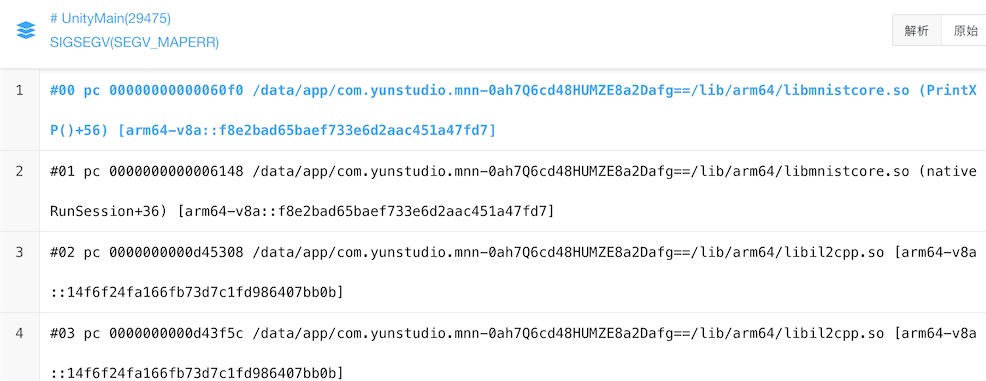 # UnityMain(29475)
SIGSEGV(SEGV_MAPERR)
解析 原始
1 #00 pc 00000000000060f0 /data/app/com.yunstudio.mnn-0ah7Q6cd48HUMZE8a2Dafg==/lib/arm64/libmnistcore.so (PrintX
P()+56) [arm64-v8a::f8e2bad65baef733e6d2aac451a47fd7]
2 #01 pc 0000000000006148 /data/app/com.yunstudio.mnn-0ah7Q6cd48HUMZE8a2Dafg==/lib/arm64/libmnistcore.so (native
RunSession+36) [arm64-v8a::f8e2bad65baef733e6d2aac451a47fd7]
3 #02 pc 0000000000d45308 /data/app/com.yunstudio.mnn-0ah7Q6cd48HUMZE8a2Dafg==/lib/arm64/libil2cpp.so [arm64-v8a
::14f6f24fa166fb73d7c1fd986407bb0b]
4 #03 pc 0000000000d43f5c /data/app/com.yunstudio.mnn-0ah7Q6cd48HUMZE8a2Dafg==/lib/arm64/libil2cpp.so [arm64-v8a
::14f6f24fa166fb73d7c1fd986407bb0b]